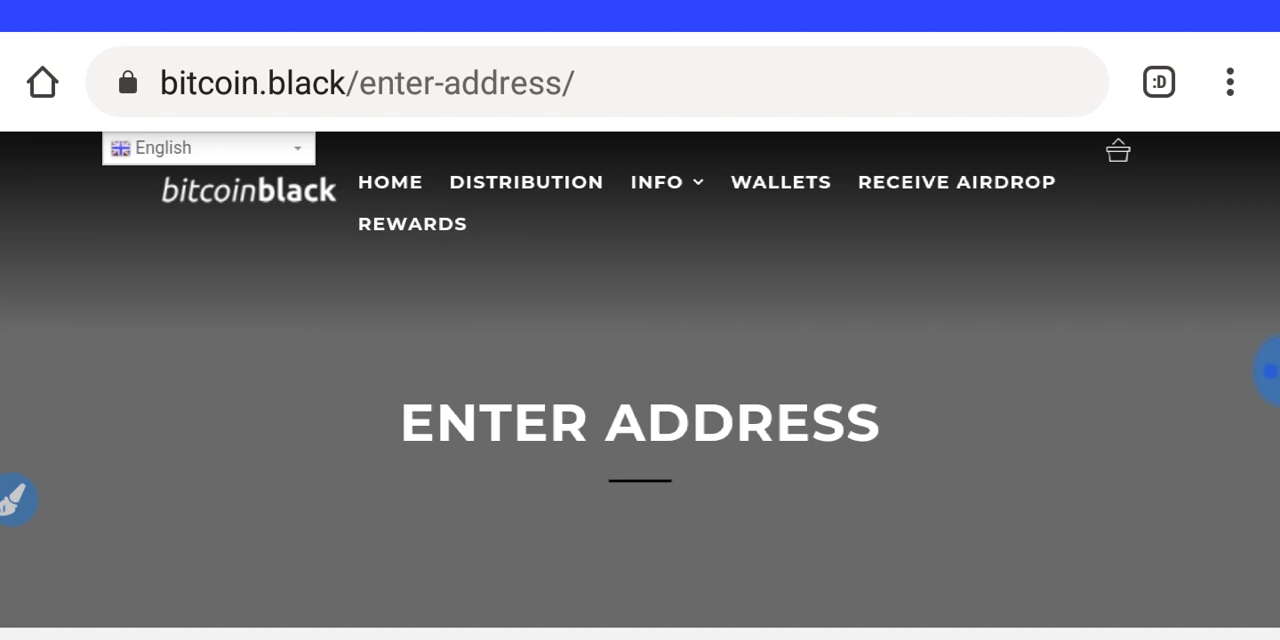 bitcoin.black/enter-address/
:D
English
bitcoinblack HOME DISTRIBUTION INFO WALLETS RECEIVE AIRDROP
REWARDS
ENTER ADDRESS